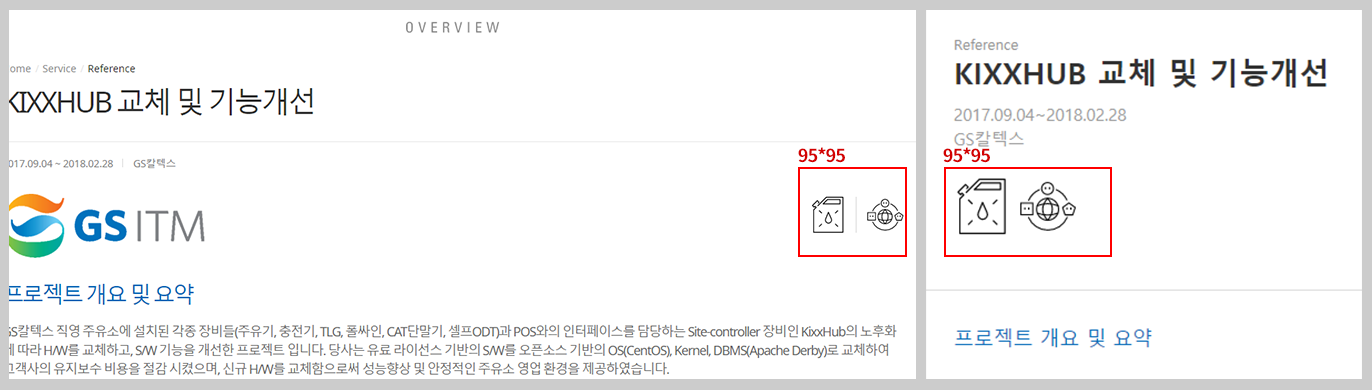 OVERVIEW
ome / Service / Reference
KIXXHUB 교체 및 기능개선
017.09.04 ~ 2018.02.28 | GS칼텍스
95*95
GS ITM
프로젝트 개요 및 요약
GS칼텍스 직영 주유소에 설치된 각종 장비들(주유기, 충전기, TLG, 폴싸인, CAT단말기, 셀프ODT)과 POS와의 인터페이스를 담당하는 Site-controller 장비인 KixxHub의 노후화
에 따라 H/W를 교체하고, S/W 기능을 개선한 프로젝트 입니다. 당사는 유료 라이선스 기반의 S/W를 오픈소스 기반의 OS(CentOS), Kernel, DBMS(Apache Derby)로 교체하여
고객사의 유지보수 비용을 절감 시켰으며, 신규 H/W를 교체함으로써 성능향상 및 안정적인 주유소 영업 환경을 제공하였습니다.
Reference
KIXXHUB 교체 및 기능개선
2017.09.04~2018.02.28
GS칼텍스
95*95
프로젝트 개요 및 요약